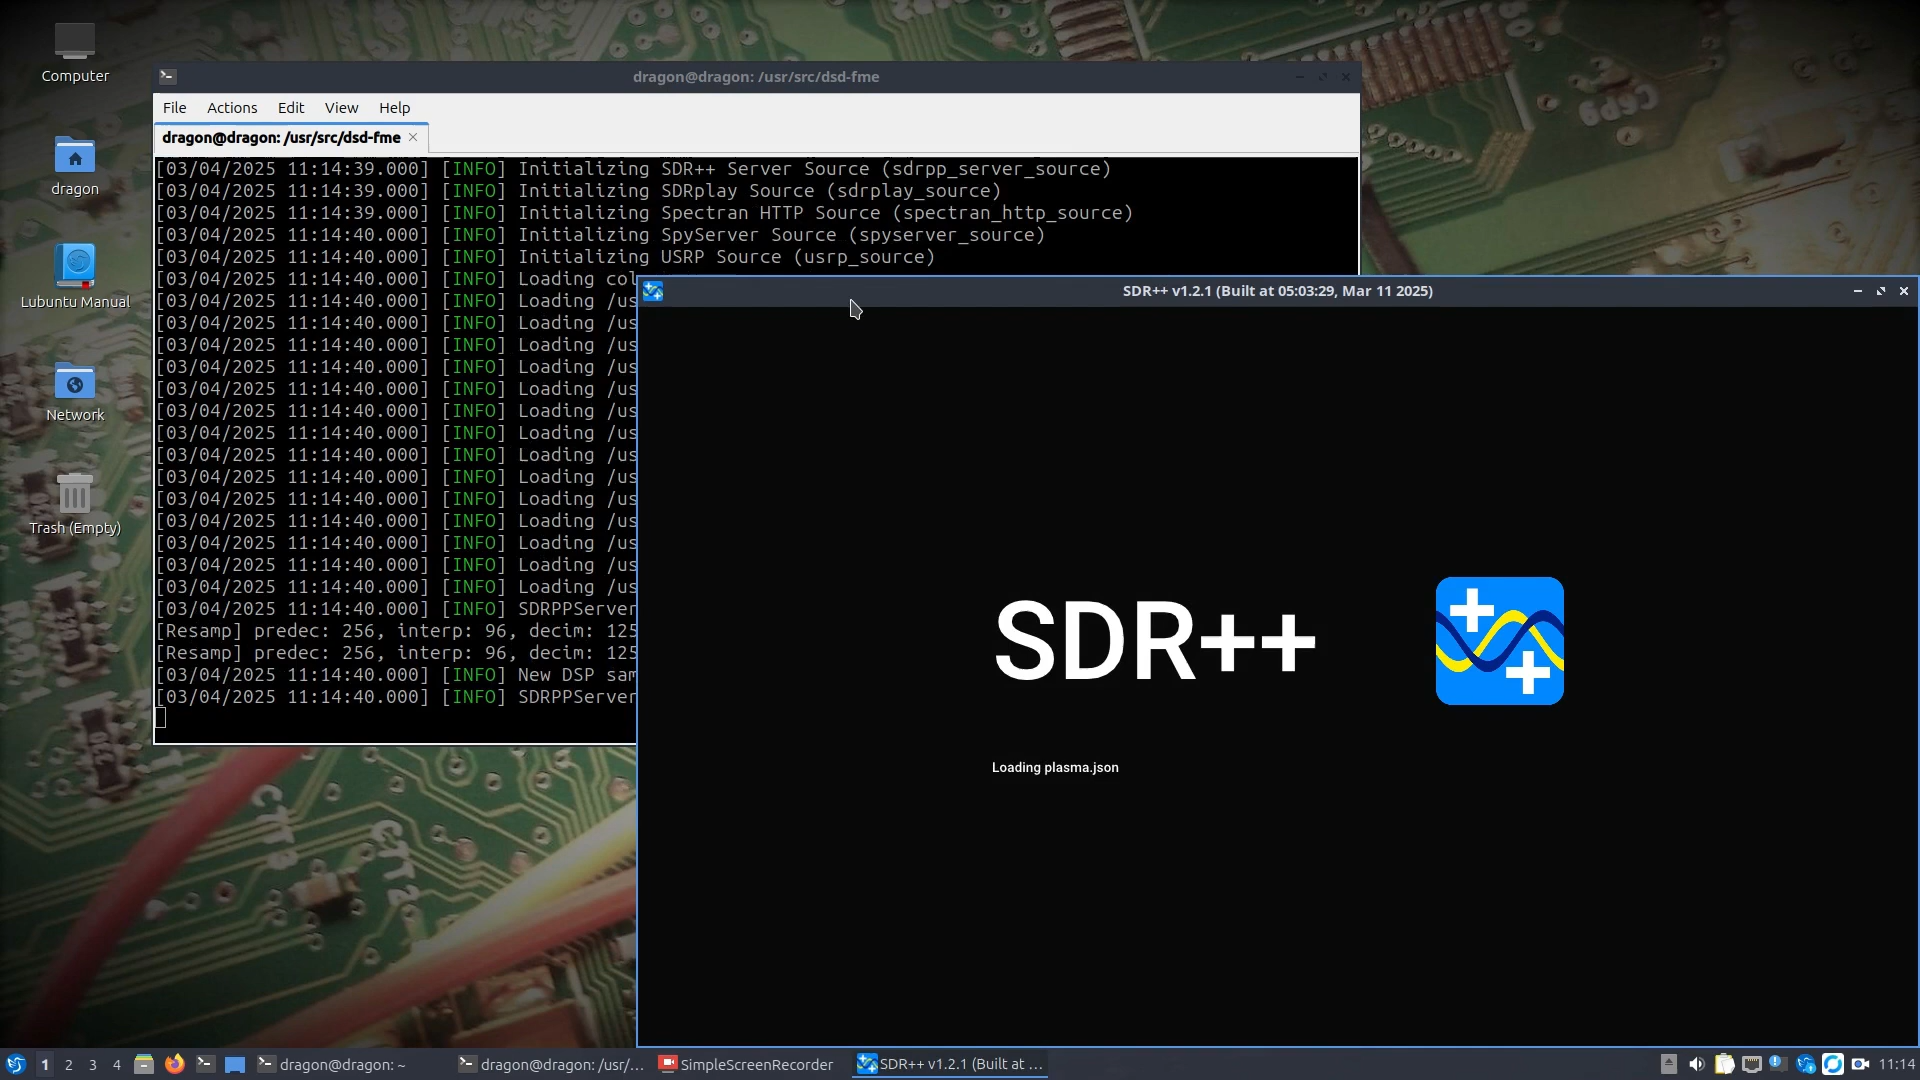 Computer
dragon
Lubuntu Manual
Network
Trash (Empty)
dragon@dragon: /usr/src/dsd-fme
File Actions Edit View Help
dragon@dragon: /usr/src/dsd-fme
[03/04/2025 11:14:39.000] [INFO] Initializing SDR++ Server Source (sdrpp_server_source)
[03/04/2025 11:14:39.000] [INFO] Initializing SDRplay Source (sdrplay_source)
[03/04/2025 11:14:39.000] [INFO] Initializing Spectran HTTP Source (spectran_http_source)
[03/04/2025 11:14:40.000] [INFO] Initializing SpyServer Source (spyserver_source)
[03/04/2025 11:14:40.000] [INFO] Initializing USRP Source (usrp_source)
[03/04/2025 11:14:40.000] [INFO] Loading col
[03/04/2025 11:14:40.000] [INFO] Loading /us
[03/04/2025 11:14:40.000] [INFO] Loading /us
[03/04/2025 11:14:40.000] [INFO] Loading /us
[03/04/2025 11:14:40.000] [INFO] Loading /us
[03/04/2025 11:14:40.000] [INFO] Loading /us
[03/04/2025 11:14:40.000] [INFO] Loading /us
[03/04/2025 11:14:40.000] [INFO] Loading /us
[03/04/2025 11:14:40.000] [INFO] Loading /us
[03/04/2025 11:14:40.000] [INFO] Loading /us
[03/04/2025 11:14:40.000] [INFO] Loading /us
[03/04/2025 11:14:40.000] [INFO] Loading /us
[03/04/2025 11:14:40.000] [INFO] Loading /us
[03/04/2025 11:14:40.000] [INFO] Loading /us
[03/04/2025 11:14:40.000] [INFO] Loading /us
[03/04/2025 11:14:40.000] [INFO] SDRPPServer
[Resamp] predec: 256, interp: 96, decim: 125
[Resamp] predec: 256, interp: 96, decim: 125
[03/04/2025 11:14:40.000] [INFO] New DSP sam
[03/04/2025 11:14:40.000] [INFO] SDRPPServer
SDR++ v1.2.1 (Built at 05:03:29, Mar 11 2025)
SDR++
Loading plasma.json
1 2 3 4 dragon@dragon: ~ dragon@dragon: /usr/... SimpleScreenRecorder SDR++ v1.2.1 (Built at ... 11:14